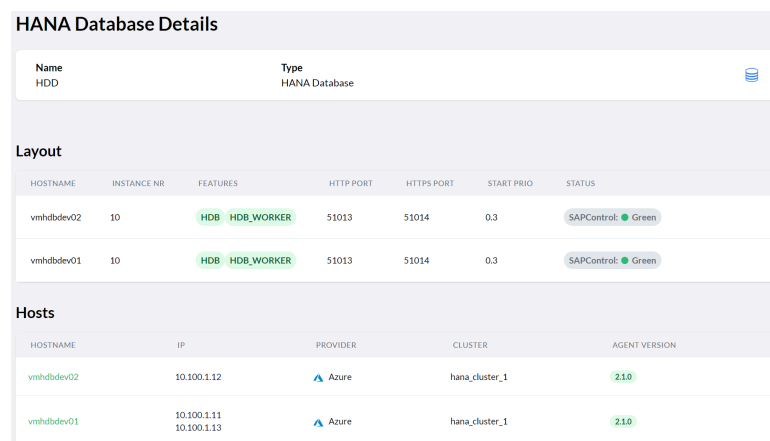 HANA Database Details
Name Type
HDD HANA Database
Layout
HOSTNAME INSTANCE NR FEATURES HTTP PORT HTTPS PORT START PRIO STATUS
vmhdbdev02 10 HDB HDB_WORKER 51013 51014 0.3 SAPControl: Green
vmhdbdev01 10 HDB HDB_WORKER 51013 51014 0.3 SAPControl: Green
Hosts
HOSTNAME IP PROVIDER CLUSTER AGENT VERSION
vmhdbdev02 10.100.1.12 Azure hana_cluster_1 2.1.0
vmhdbdev01 10.100.1.11 Azure hana_cluster_1 2.1.0
10.100.1.13